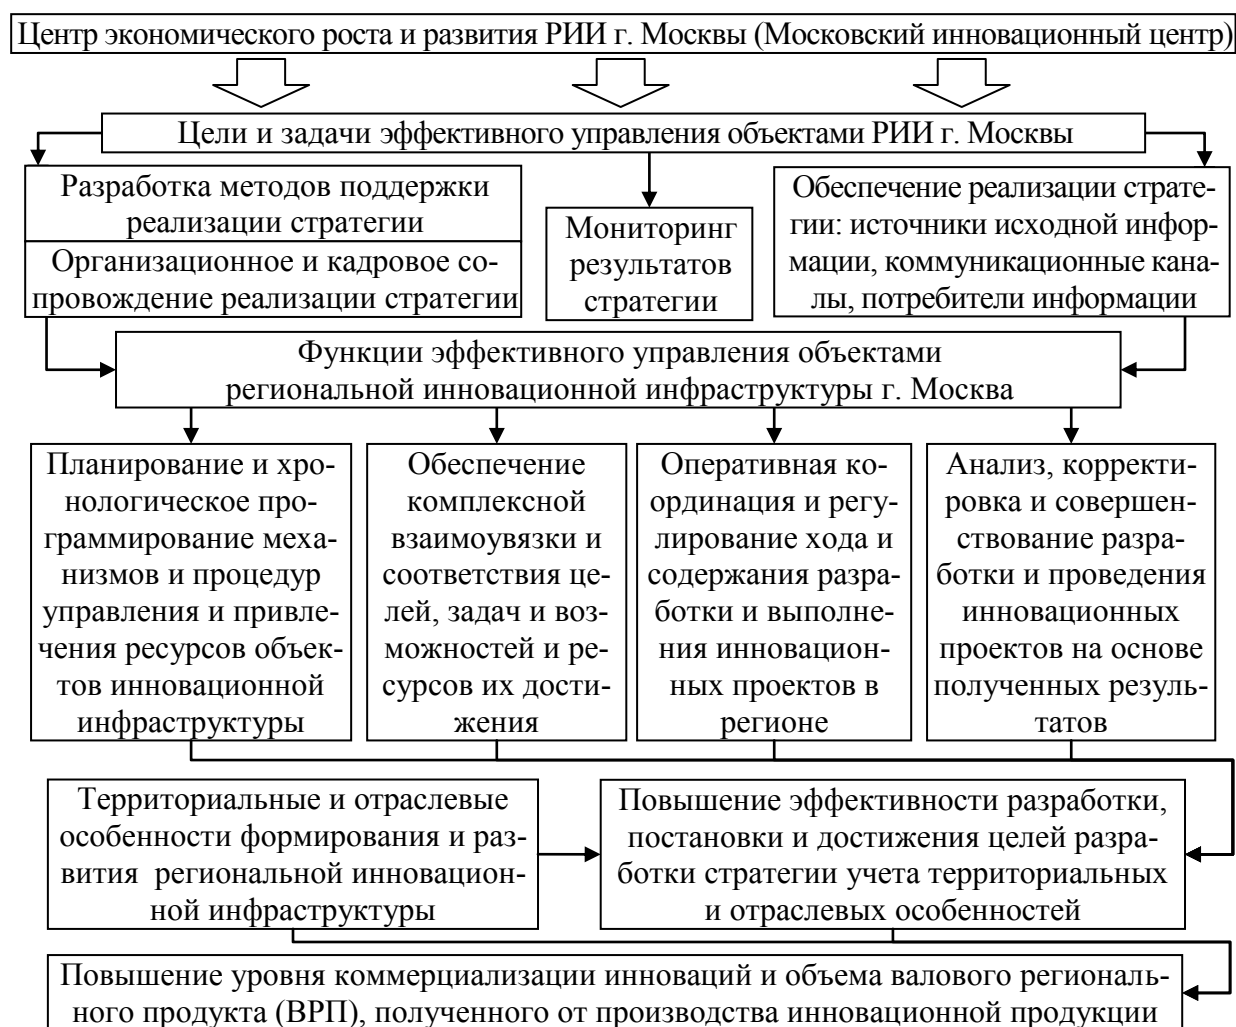 Центр экономического роста и развития РИИ г. Москвы (Московский инновационный центр)
Цели и задачи эффективного управления объектами РИИ г. Москвы
Разработка методов поддержки
реализации стратегии
Организационное и кадровое со-
провождение реализации стратегии
Мониторинг
результатов
стратегии
Обеспечение реализации страте-
гии: источники исходной инфор-
мации, коммуникационные кана-
лы, потребители информации
Функции эффективного управления объектами
региональной инновационной инфраструктуры г. Москва
Планирование и хро-
нологическое про-
граммирование меха-
низмов и процедур
управления и привле-
чения ресурсов объек-
тов инновационной
инфраструктуры
Обеспечение
комплексной
взаимоувязки и
соответствия це-
лей, задач и воз-
можностей и ре-
сурсов их дости-
жения
Оперативная ко-
ординация и регу-
лирование хода и
содержания разра-
ботки и выполне-
ния инновацион-
ных проектов в
регионе
Анализ, корректи-
ровка и совершен-
ствование разра-
ботки и проведения
инновационных
проектов на основе
полученных резуль-
татов
Территориальные и отраслевые
особенности формирования и раз-
вития региональной инновацион-
ной инфраструктуры
Повышение эффективности разработки,
постановки и достижения целей разра-
ботки стратегии учета территориальных
и отраслевых особенностей
Повышение уровня коммерциализации инноваций и объема валового региональ-
ного продукта (ВРП), полученного от производства инновационной продукции